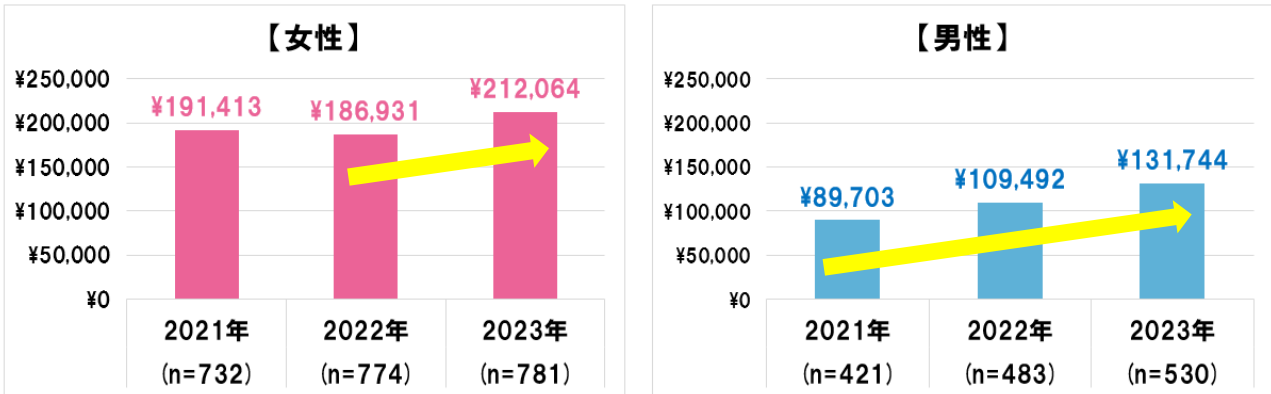 【女性】
¥250,000
¥200,000
¥150,000
¥100,000
¥50,000
¥0
¥191,413
¥186,931
¥212,064
2021年
2022年
2023年
(n=732)
(n=774)
(n=781)
【男性】
¥250,000
¥200,000
¥150,000
¥100,000
¥50,000
¥0
¥89,703
¥109,492
¥131,744
2021年
2022年
2023年
(n=421)
(n=483)
(n=530)